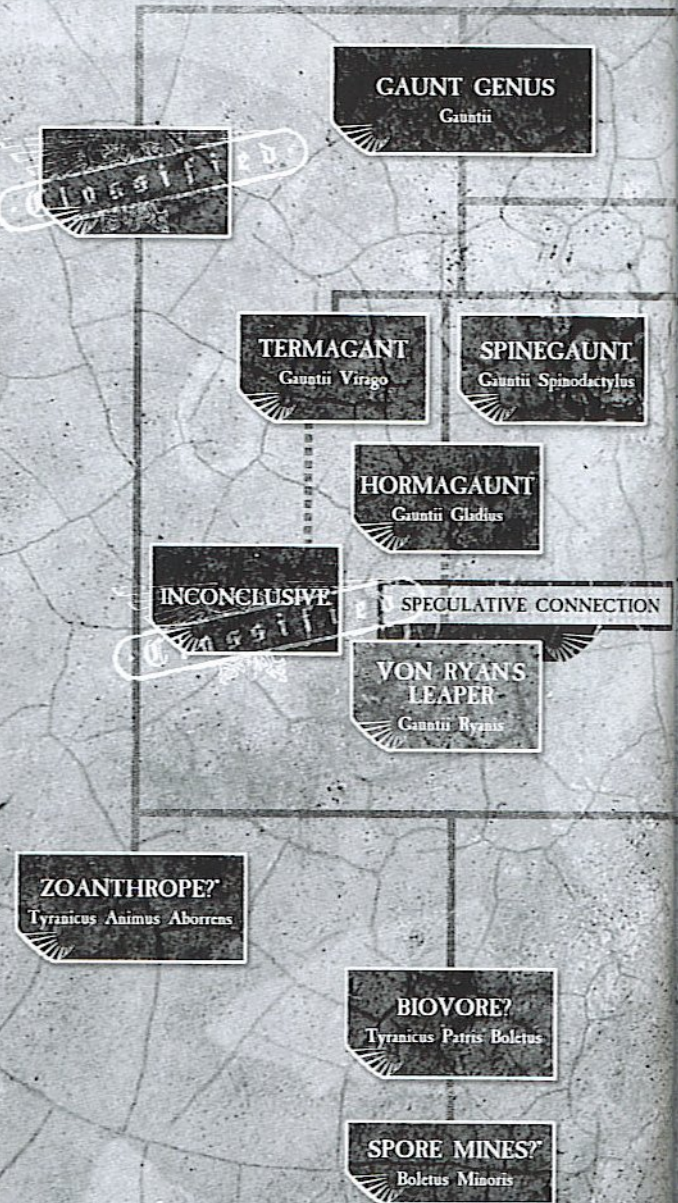 GAUNT GENUS
Gauntii
Classified
TERMAGANT
Gauntii Virago
SPINEGAUNT
Gauntii Spinodactylus
HORMAGAUNT
Gauntii Gladius
INCONCLUSIVE
Classified
SPECULATIVE CONNECTION
VON RYAN'S
LEAPER
Gauntii Ryanis
ZOANTHROPE?*
Tyranicus Animus Aborrens
BIOVORE?
Tyranicus Patris Boletus
SPORE MINES?*
Boletus Minoris